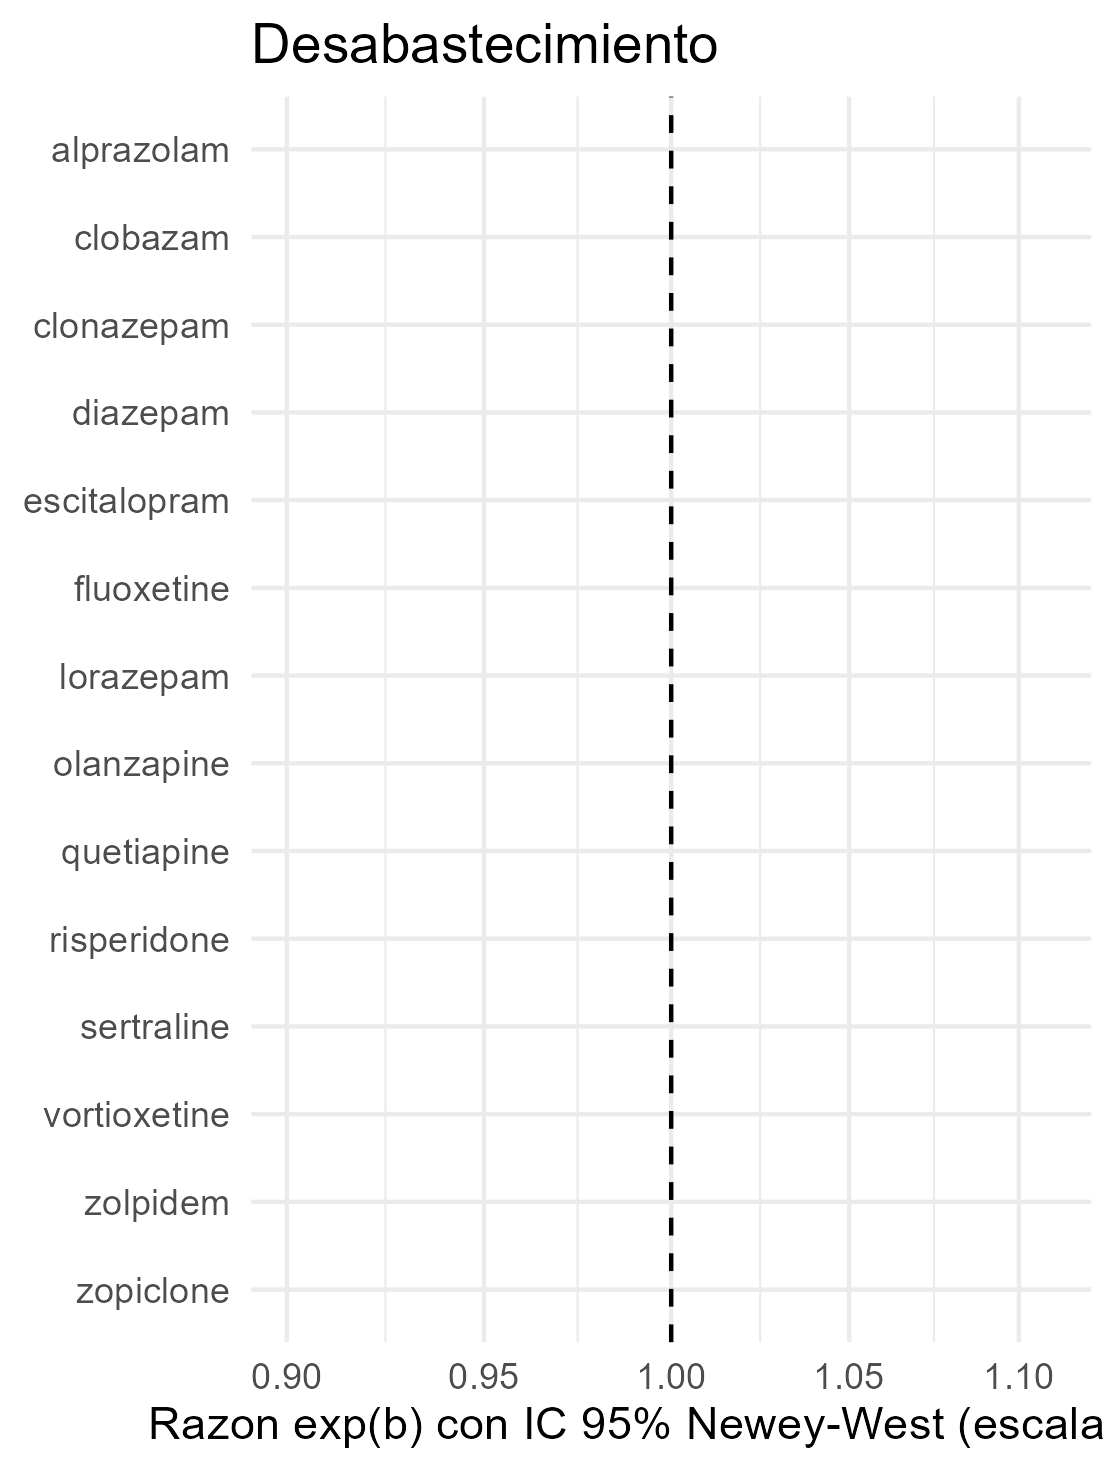 Desabastecimiento
alprazolam
clobazam
clonazepam
diazepam
escitalopram
fluoxetine
lorazepam
olanzapine
quetiapine
risperidone
sertraline
vortioxetine
zolpidem
zopiclone
0.90 0.95 1.00 1.05 1.10
Razon exp(b) con IC 95% Newey-West (escala